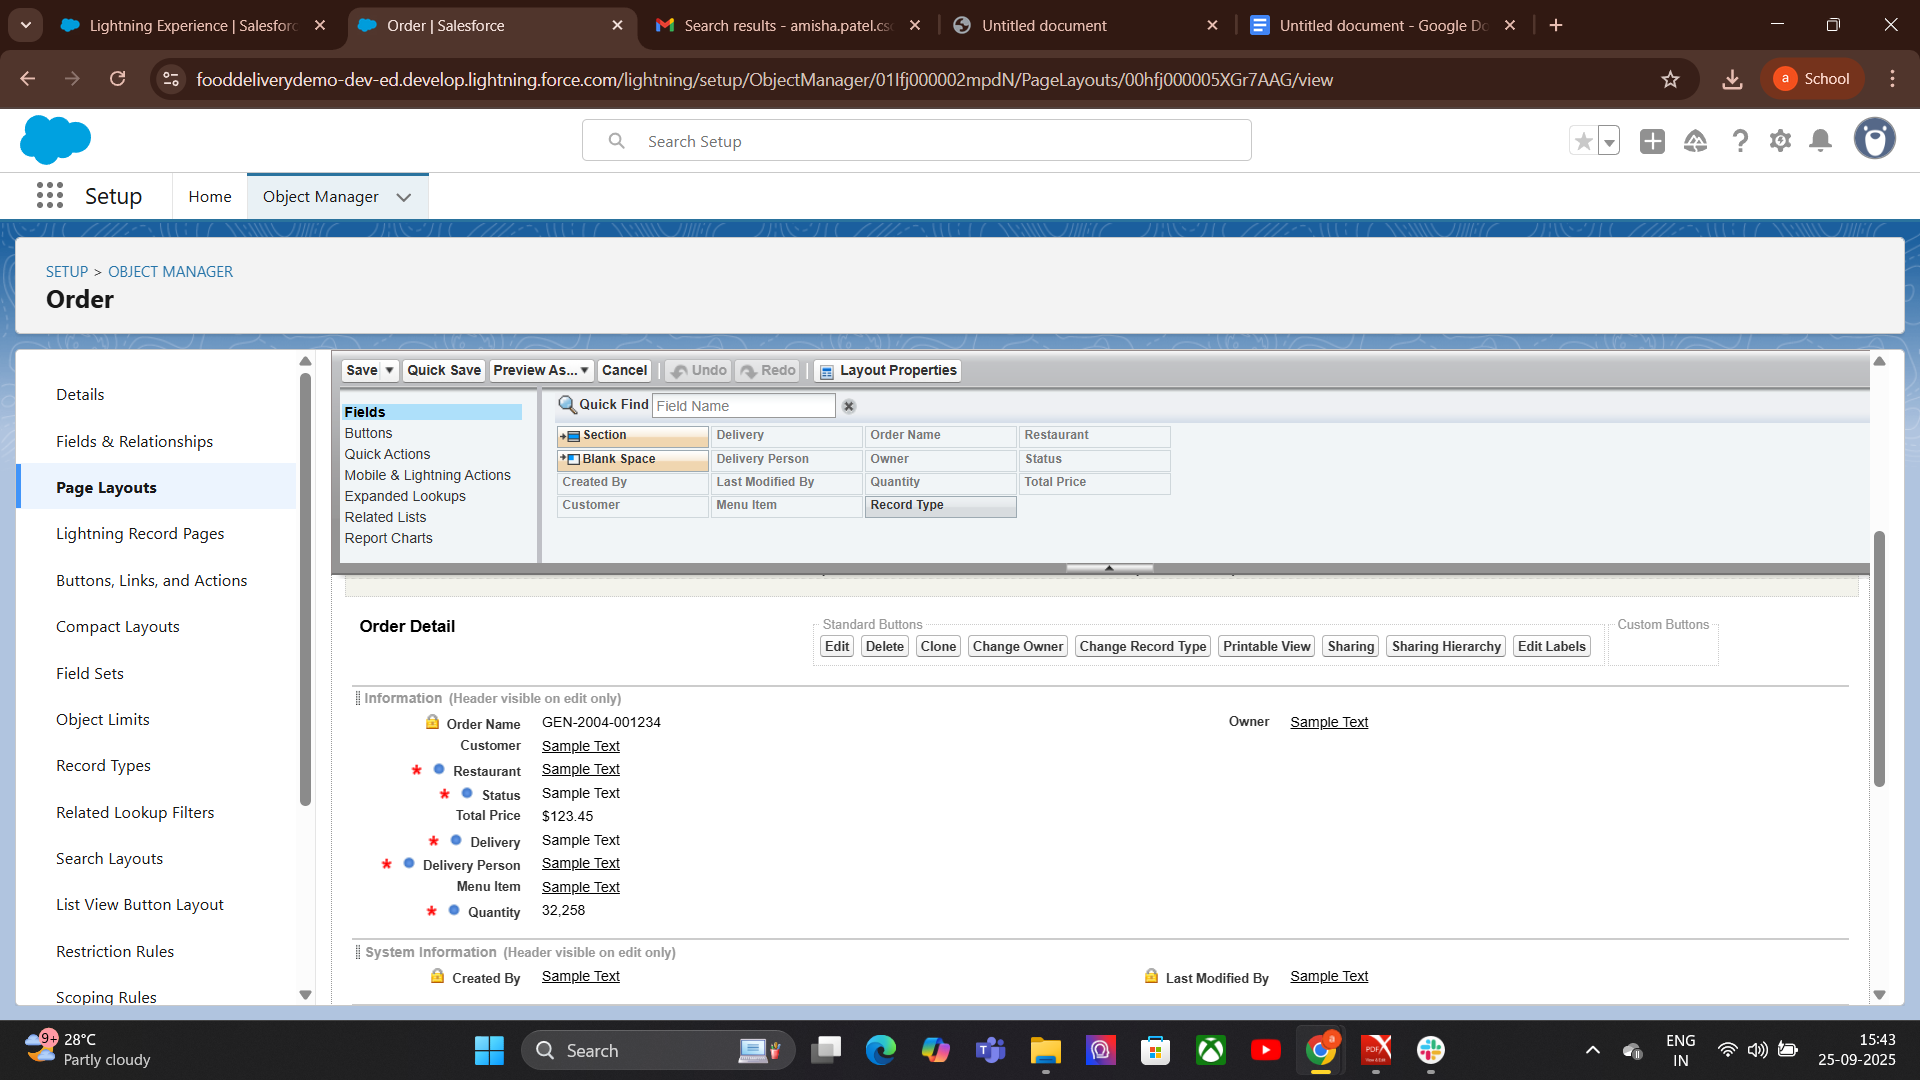 Lightning Experience | Salesforc
Order | Salesforce
Search results - amisha.patel.cs
Untitled document
Untitled document - Google Do
fooddeliverydemo-dev-ed.develop.lightning.force.com/lightning/setup/ObjectManager/01Ifj000002mpdN/PageLayouts/00hfj000005XGr7AAG/view
a School
Search Setup
Setup
Home
Object Manager
SETUP > OBJECT MANAGER
Order
Details
Fields & Relationships
Page Layouts
Lightning Record Pages
Buttons, Links, and Actions
Compact Layouts
Field Sets
Object Limits
Record Types
Related Lookup Filters
Search Layouts
List View Button Layout
Restriction Rules
Scoping Rules
Save Quick Save Preview As... Cancel Undo Redo Layout Properties
Fields
Buttons
Quick Actions
Mobile & Lightning Actions
Expanded Lookups
Related Lists
Report Charts
Quick Find Field Name
Section Delivery Order Name Restaurant
Blank Space Delivery Person Owner Status
Created By Last Modified By Quantity Total Price
Customer Menu Item Record Type
Order Detail
Standard Buttons
Edit Delete Clone Change Owner Change Record Type Printable View Sharing Sharing Hierarchy Edit Labels
Custom Buttons
Information (Header visible on edit only)
Order Name GEN-2004-001234 Owner Sample Text
Customer Sample Text
* Restaurant Sample Text
* Status Sample Text
Total Price $123.45
* Delivery Sample Text
* Delivery Person Sample Text
Menu Item Sample Text
* Quantity 32,258
System Information (Header visible on edit only)
Created By Sample Text Last Modified By Sample Text
9+
28°C
Partly cloudy
Search
a
PDF
ENG
IN
15:43
25-09-2025